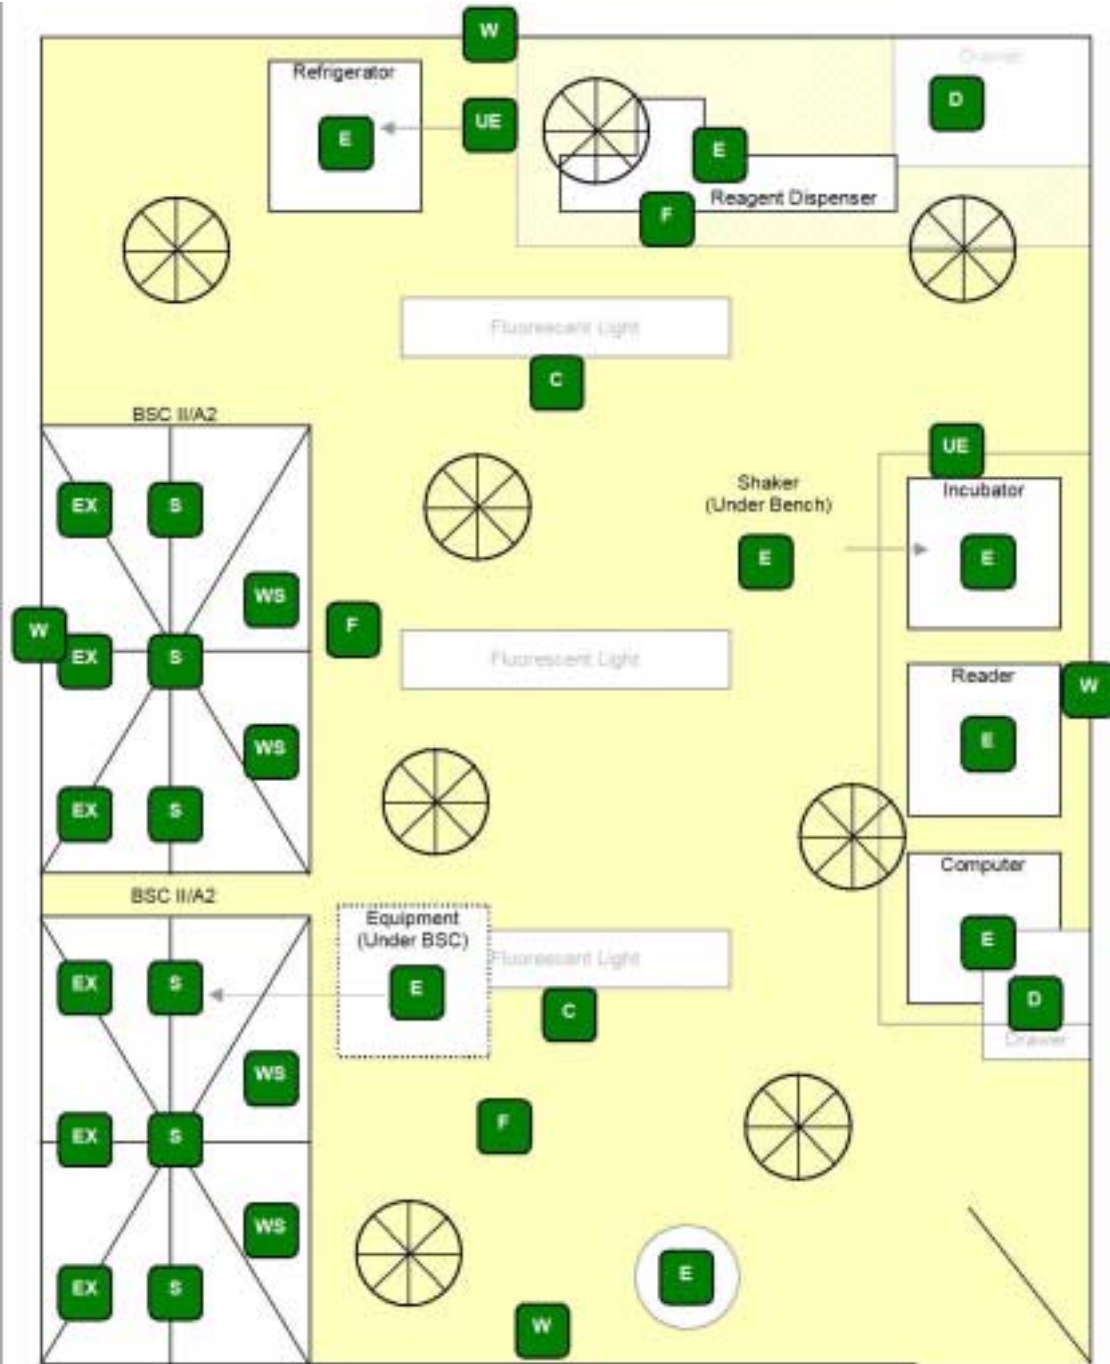 W
Refrigerator
Drawer
D
UE
E
E
Reagent Dispenser
F
Fluorescent Light
C
BSC II/A2
UE
Shaker
(Under Bench)
Incubator
EX
S
E
E
WS
W
F
EX
S
Fluorescent Light
Reader
W
WS
E
EX
S
Computer
BSC II/A2
Equipment
(Under BSC)
E
Fluorescent Light
EX
S
E
C
D
Drawer
WS
F
EX
S
WS
E
EX
S
W